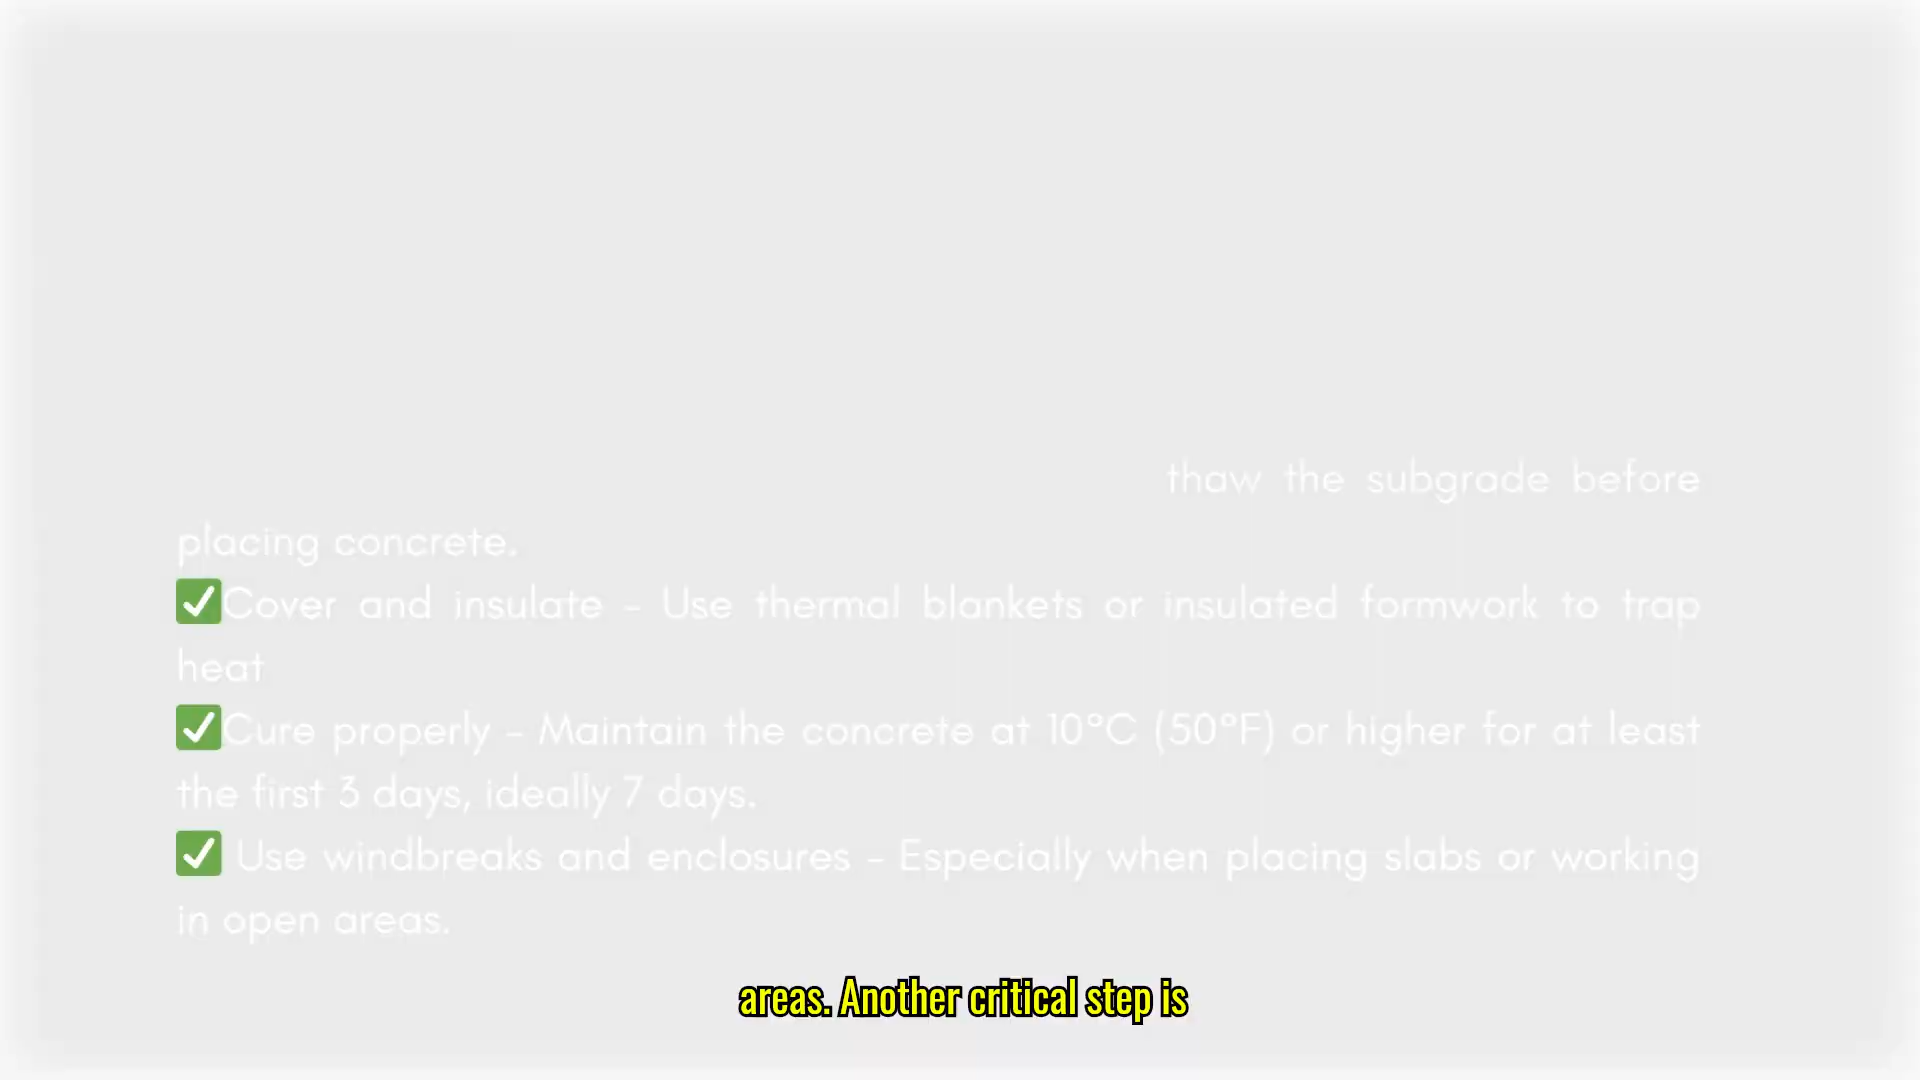 thaw the subgrade before
placing concrete.
✅Cover and insulate – Use thermal blankets or insulated formwork to trap
heat
✅Cure properly – Maintain the concrete at 10°C (50°F) or higher for at least
the first 3 days, ideally 7 days.
✅ Use windbreaks and enclosures – Especially when placing slabs or working
in open areas.
areas. Another critical step is